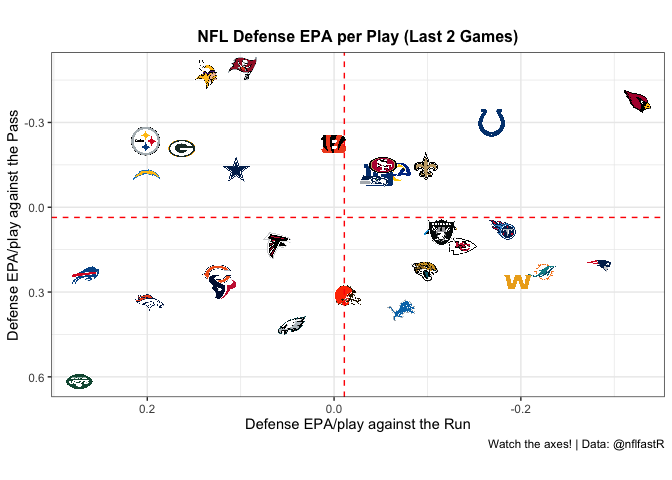 NFL Defense EPA per Play (Last 2 Games)
Defense EPA/play against the Pass
-0.3
0.0
0.3
0.6
0.2
0.0
-0.2
Defense EPA/play against the Run
Watch the axes! | Data: @nflfastR